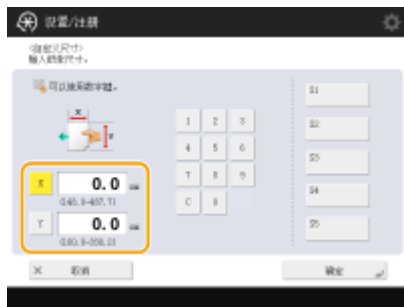 设置/注册
<自定义尺寸>
输入纸张尺寸。
可以使用数字键。
X
Y
1 2 3
4 5 6
7 8 9
C 0
X 0.0 mm
Y 0.0 mm
S1
S2
S3
S4
S5
× 取消
确定